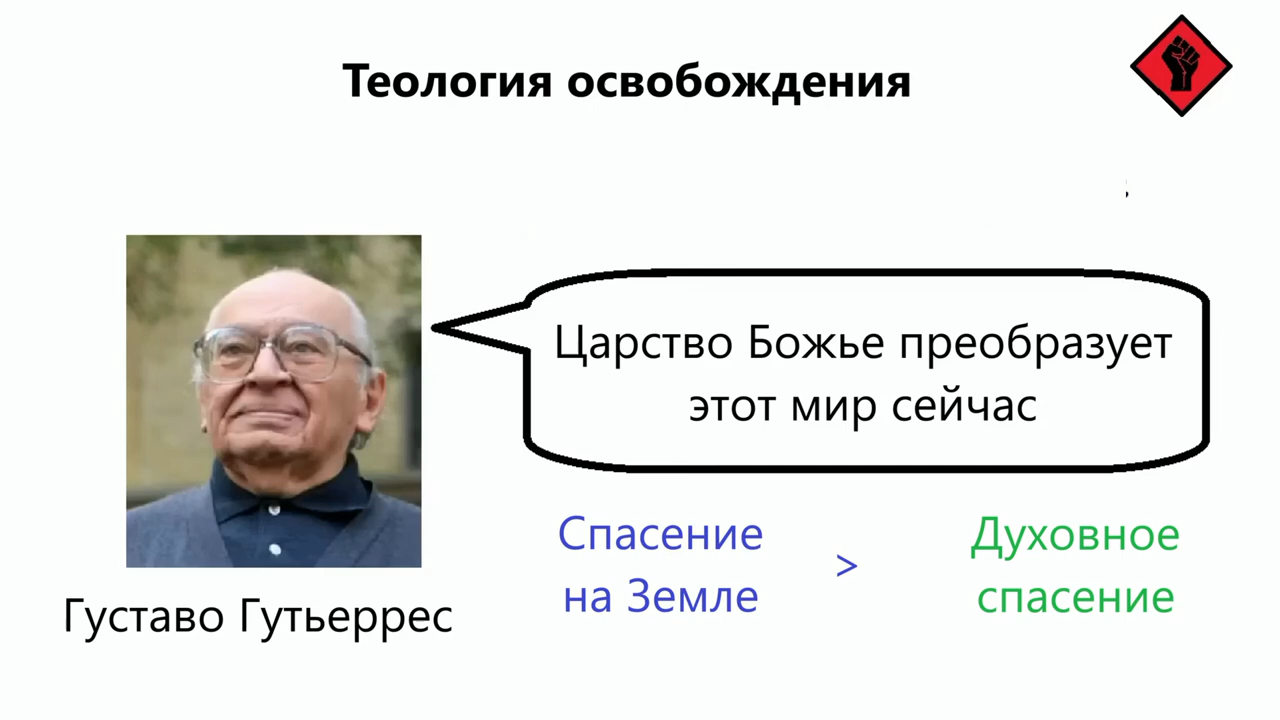 Теология освобождения
Царство Божье преобразует
этот мир сейчас
Спасение
на Земле
>
Духовное
спасение
Густаво Гутьеррес